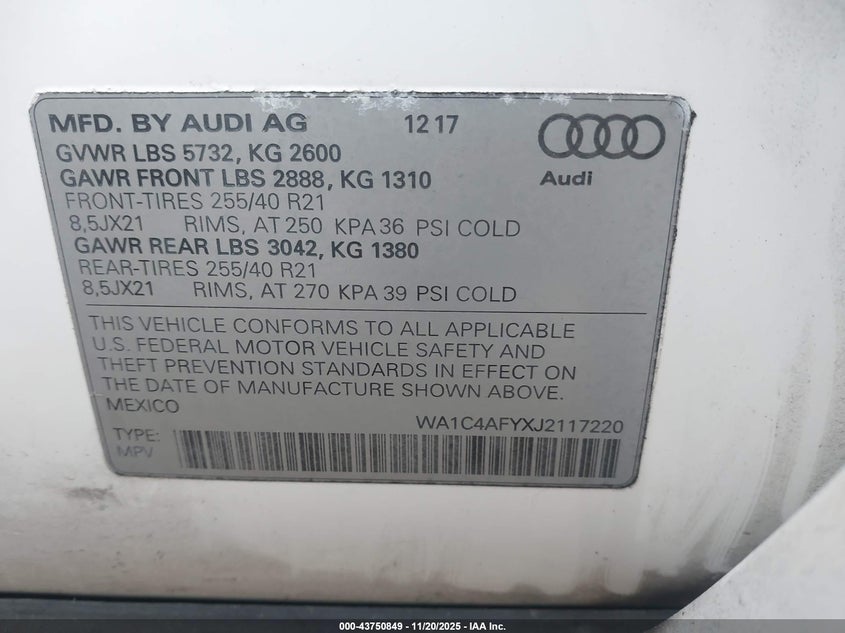 MFD. BY AUDI AG 12 17
GVWR LBS 5732, KG 2600
GAWR FRONT LBS 2888, KG 1310
Audi
FRONT-TIRES 255/40 R21
8,5JX21 RIMS, AT 250 KPA 36 PSI COLD
GAWR REAR LBS 3042, KG 1380
REAR-TIRES 255/40 R21
8,5JX21 RIMS, AT 270 KPA 39 PSI COLD
THIS VEHICLE CONFORMS TO ALL APPLICABLE
U.S. FEDERAL MOTOR VEHICLE SAFETY AND
THEFT PREVENTION STANDARDS IN EFFECT ON
THE DATE OF MANUFACTURE SHOWN ABOVE.
MEXICO
WA1C4AFYXJ2117220
TYPE:
MPV
000-43750849 - 11/20/2025 - IAA Inc.